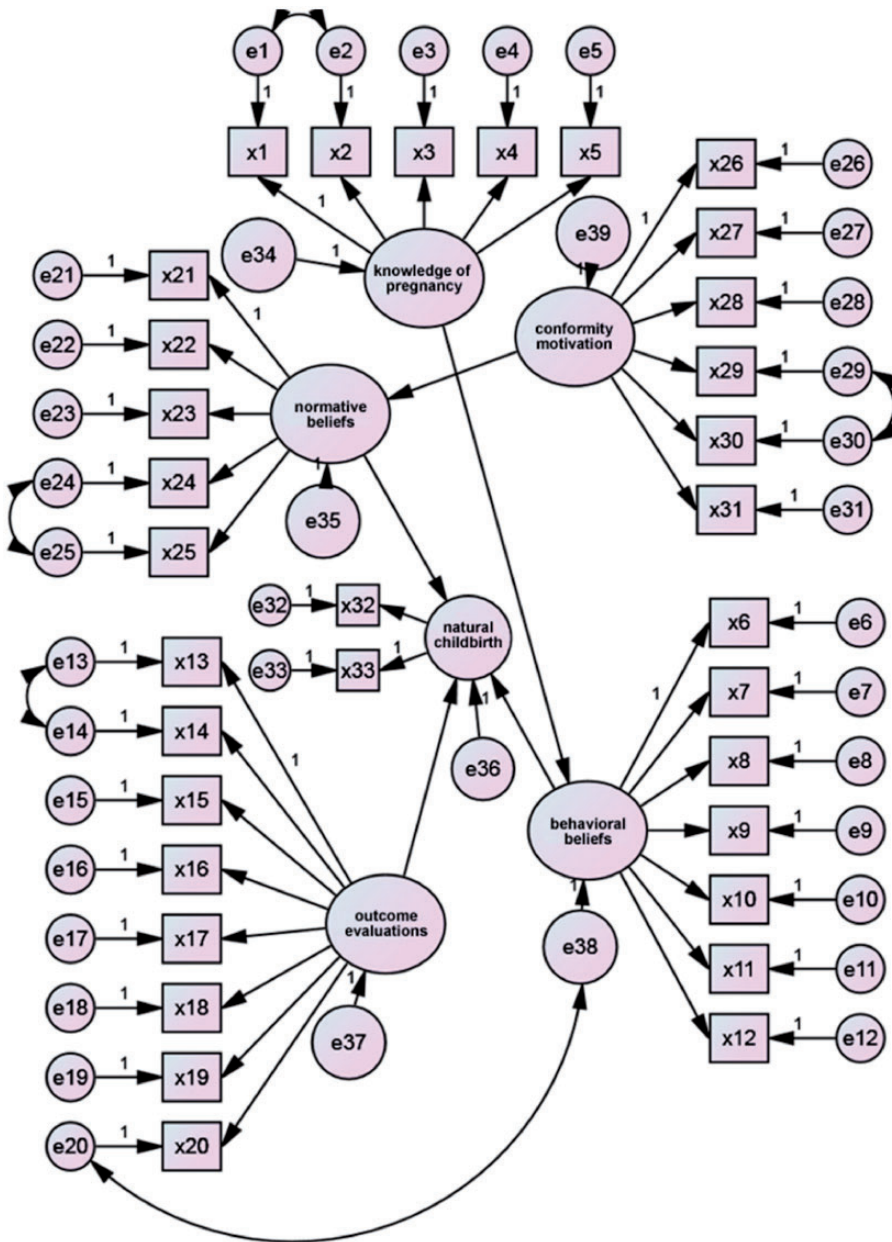 e1 e2 e3 e4 e5
1 1 1 1 1
x1 x2 x3 x4 x5
1
e34 1
knowledge of
pregnancy
e39
1
conformity
motivation
1
x26 1 e26
x27 1 e27
x28 1 e28
x29 1 e29
x30 1 e30
x31 1 e31
e21 1 x21
1
e22 1 x22
e23 1 x23
e24 1 x24
e25 1 x25
normative
beliefs
1
e35
e32 1 x32
e33 1 x33
1
natural
childbirth
1
e36
e13 1 x13
e14 1 x14
1
e15 1 x15
e16 1 x16
e17 1 x17
e18 1 x18
e19 1 x19
e20 1 x20
outcome
evaluations
1
e37
behavioral
beliefs
1
e38
x6 1 e6
1
x7 1 e7
x8 1 e8
x9 1 e9
x10 1 e10
x11 1 e11
x12 1 e12